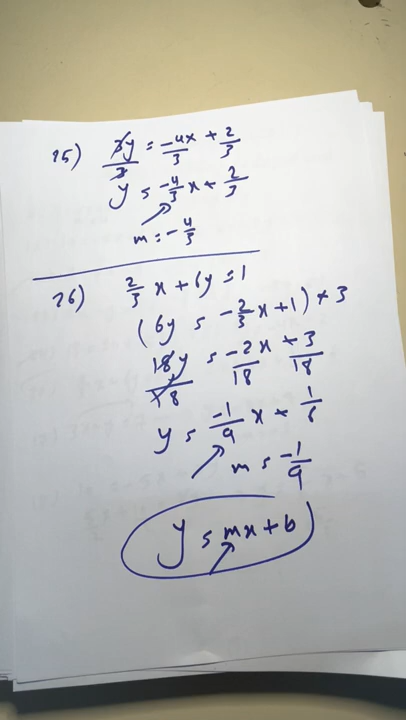 25) 3y/3 = -4x/3 + 2/3
y = -4/3 x + 2/3
m = -4/3
26) 2/3 x + 6y = 1
(6y = -2/3 x + 1) * 3
18y/18 = -2x/18 + 3/18
y = -1/9 x + 1/6
m = -1/9
y = mx + b